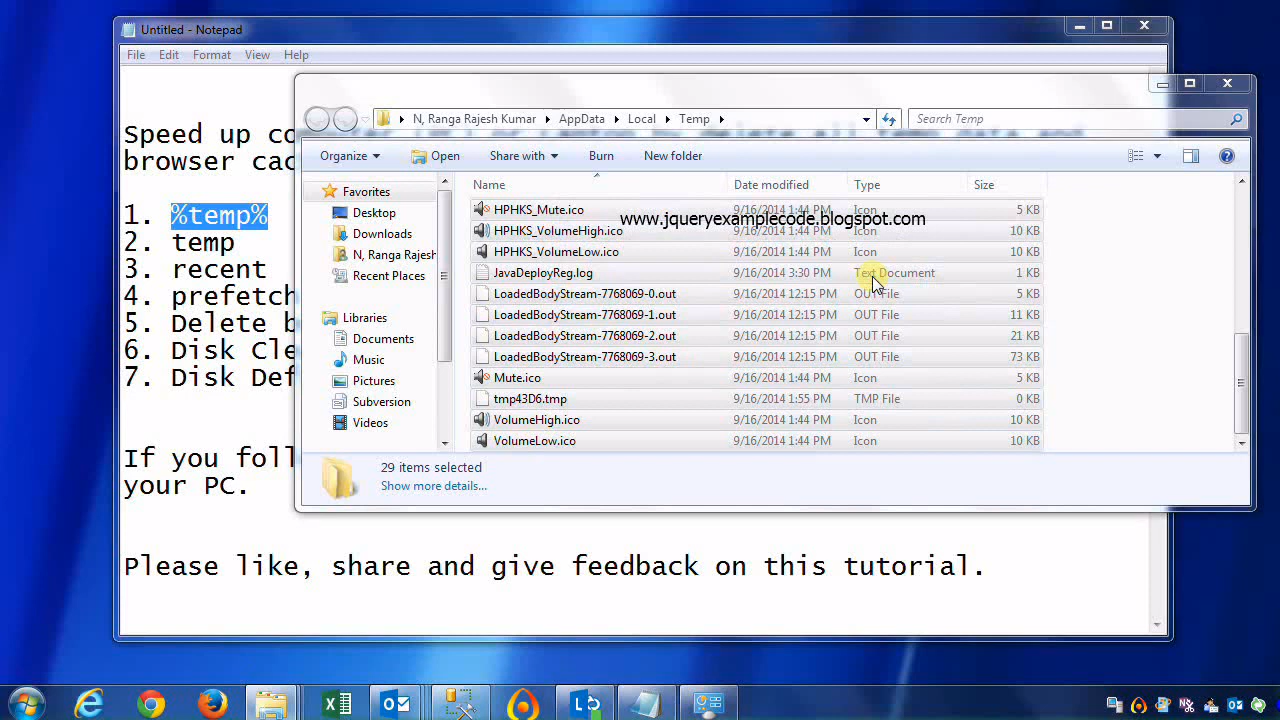 Untitled - Notepad
File Edit Format View Help
Speed up
browser
1. %temp%
2. temp
3. recent
4. prefetch
5. Delete
6. Disk
7. Disk
If you
your PC.
Please like, share and give feedback on this tutorial.
N, Ranga Rajesh Kumar AppData Local Temp
Search Temp
Organize Open Share with Burn New folder
Favorites
Desktop
Downloads
N, Ranga Rajesh
Recent Places
Libraries
Documents
Music
Pictures
Subversion
Videos
Name Date modified Type Size
HPHKS_Mute.ico 9/16/2014 1:44 PM Icon 5 KB
www.jqueryexamplecode.blogspot.com
HPHKS_VolumeHigh.ico 9/16/2014 1:44 PM Icon 10 KB
HPHKS_VolumeLow.ico 9/16/2014 1:44 PM Icon 10 KB
JavaDeployReg.log 9/16/2014 3:30 PM Text Document 1 KB
LoadedBodyStream-7768069-0.out 9/16/2014 12:15 PM OUT File 5 KB
LoadedBodyStream-7768069-1.out 9/16/2014 12:15 PM OUT File 11 KB
LoadedBodyStream-7768069-2.out 9/16/2014 12:15 PM OUT File 21 KB
LoadedBodyStream-7768069-3.out 9/16/2014 12:15 PM OUT File 73 KB
Mute.ico 9/16/2014 1:44 PM Icon 5 KB
tmp43D6.tmp 9/16/2014 1:55 PM TMP File 0 KB
VolumeHigh.ico 9/16/2014 1:44 PM Icon 10 KB
VolumeLow.ico 9/16/2014 1:44 PM Icon 10 KB
29 items selected
Show more details...